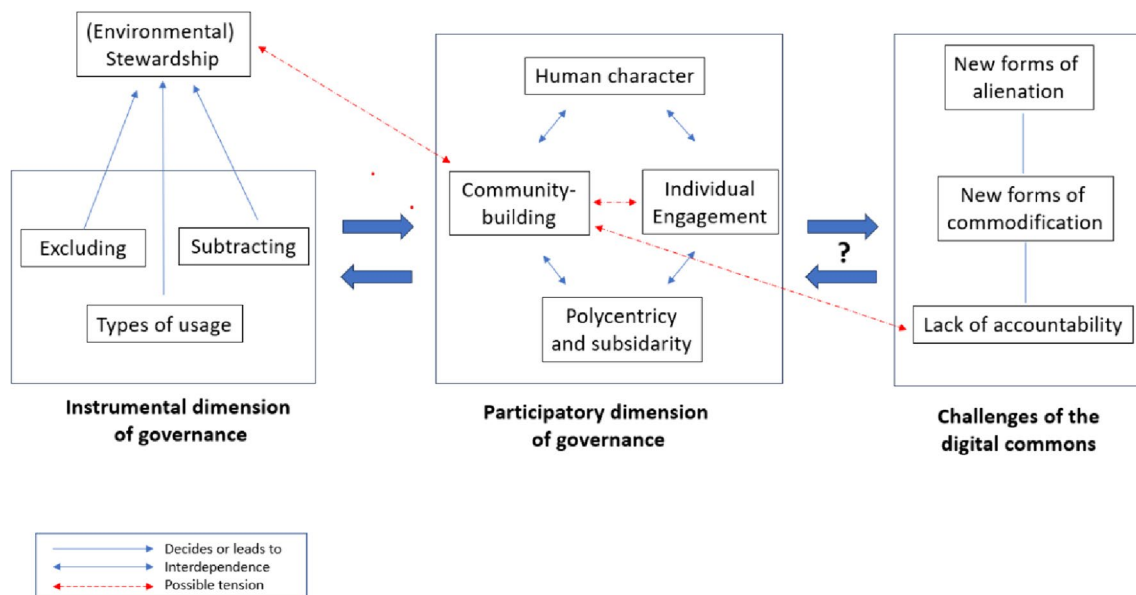 (Environmental)
Stewardship
Excluding
Subtracting
Types of usage
Instrumental dimension
of governance
Human character
Community-
building
Individual
Engagement
Polycentricy
and subsidarity
Participatory dimension
of governance
?
New forms of
alienation
New forms of
commodification
Lack of accountability
Challenges of the
digital commons
Decides or leads to
Interdependence
Possible tension